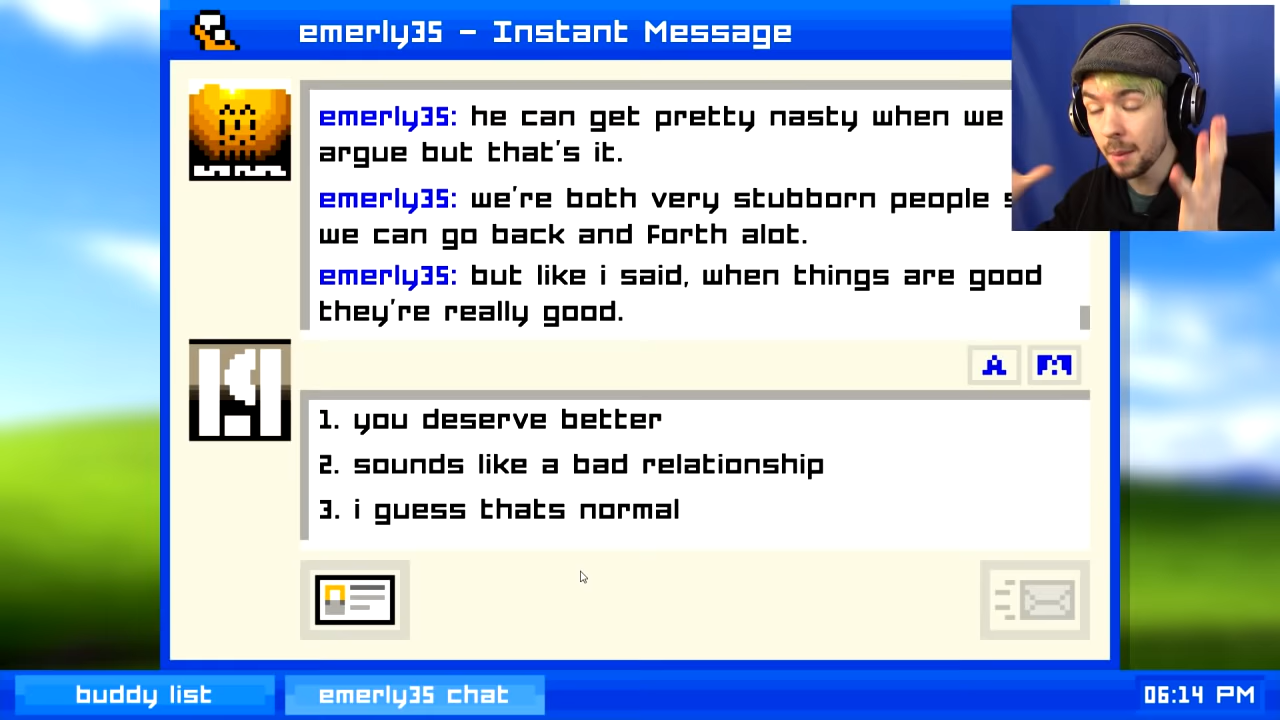 emerly35 - Instant Message
emerly35: he can get pretty nasty when we
argue but that's it.
emerly35: we're both very stubborn people
we can go back and forth alot.
emerly35: but like i said, when things are good
they're really good.
A
1. you deserve better
2. sounds like a bad relationship
3. i guess thats normal
buddy list
emerly35 chat
06:14 PM